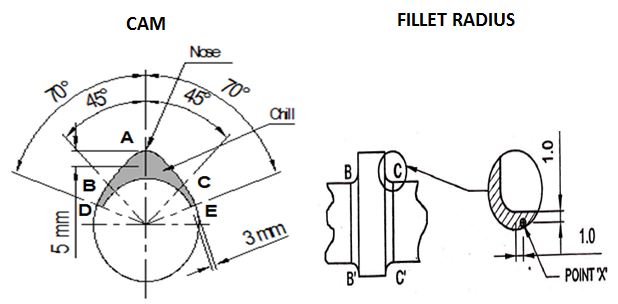 CAM
FILLET RADIUS
Nose
70°
70°
45°
45°
A
Chill
B
C
D
E
5 mm
3 mm
B
C
B'
C'
1.0
1.0
POINT 'X'